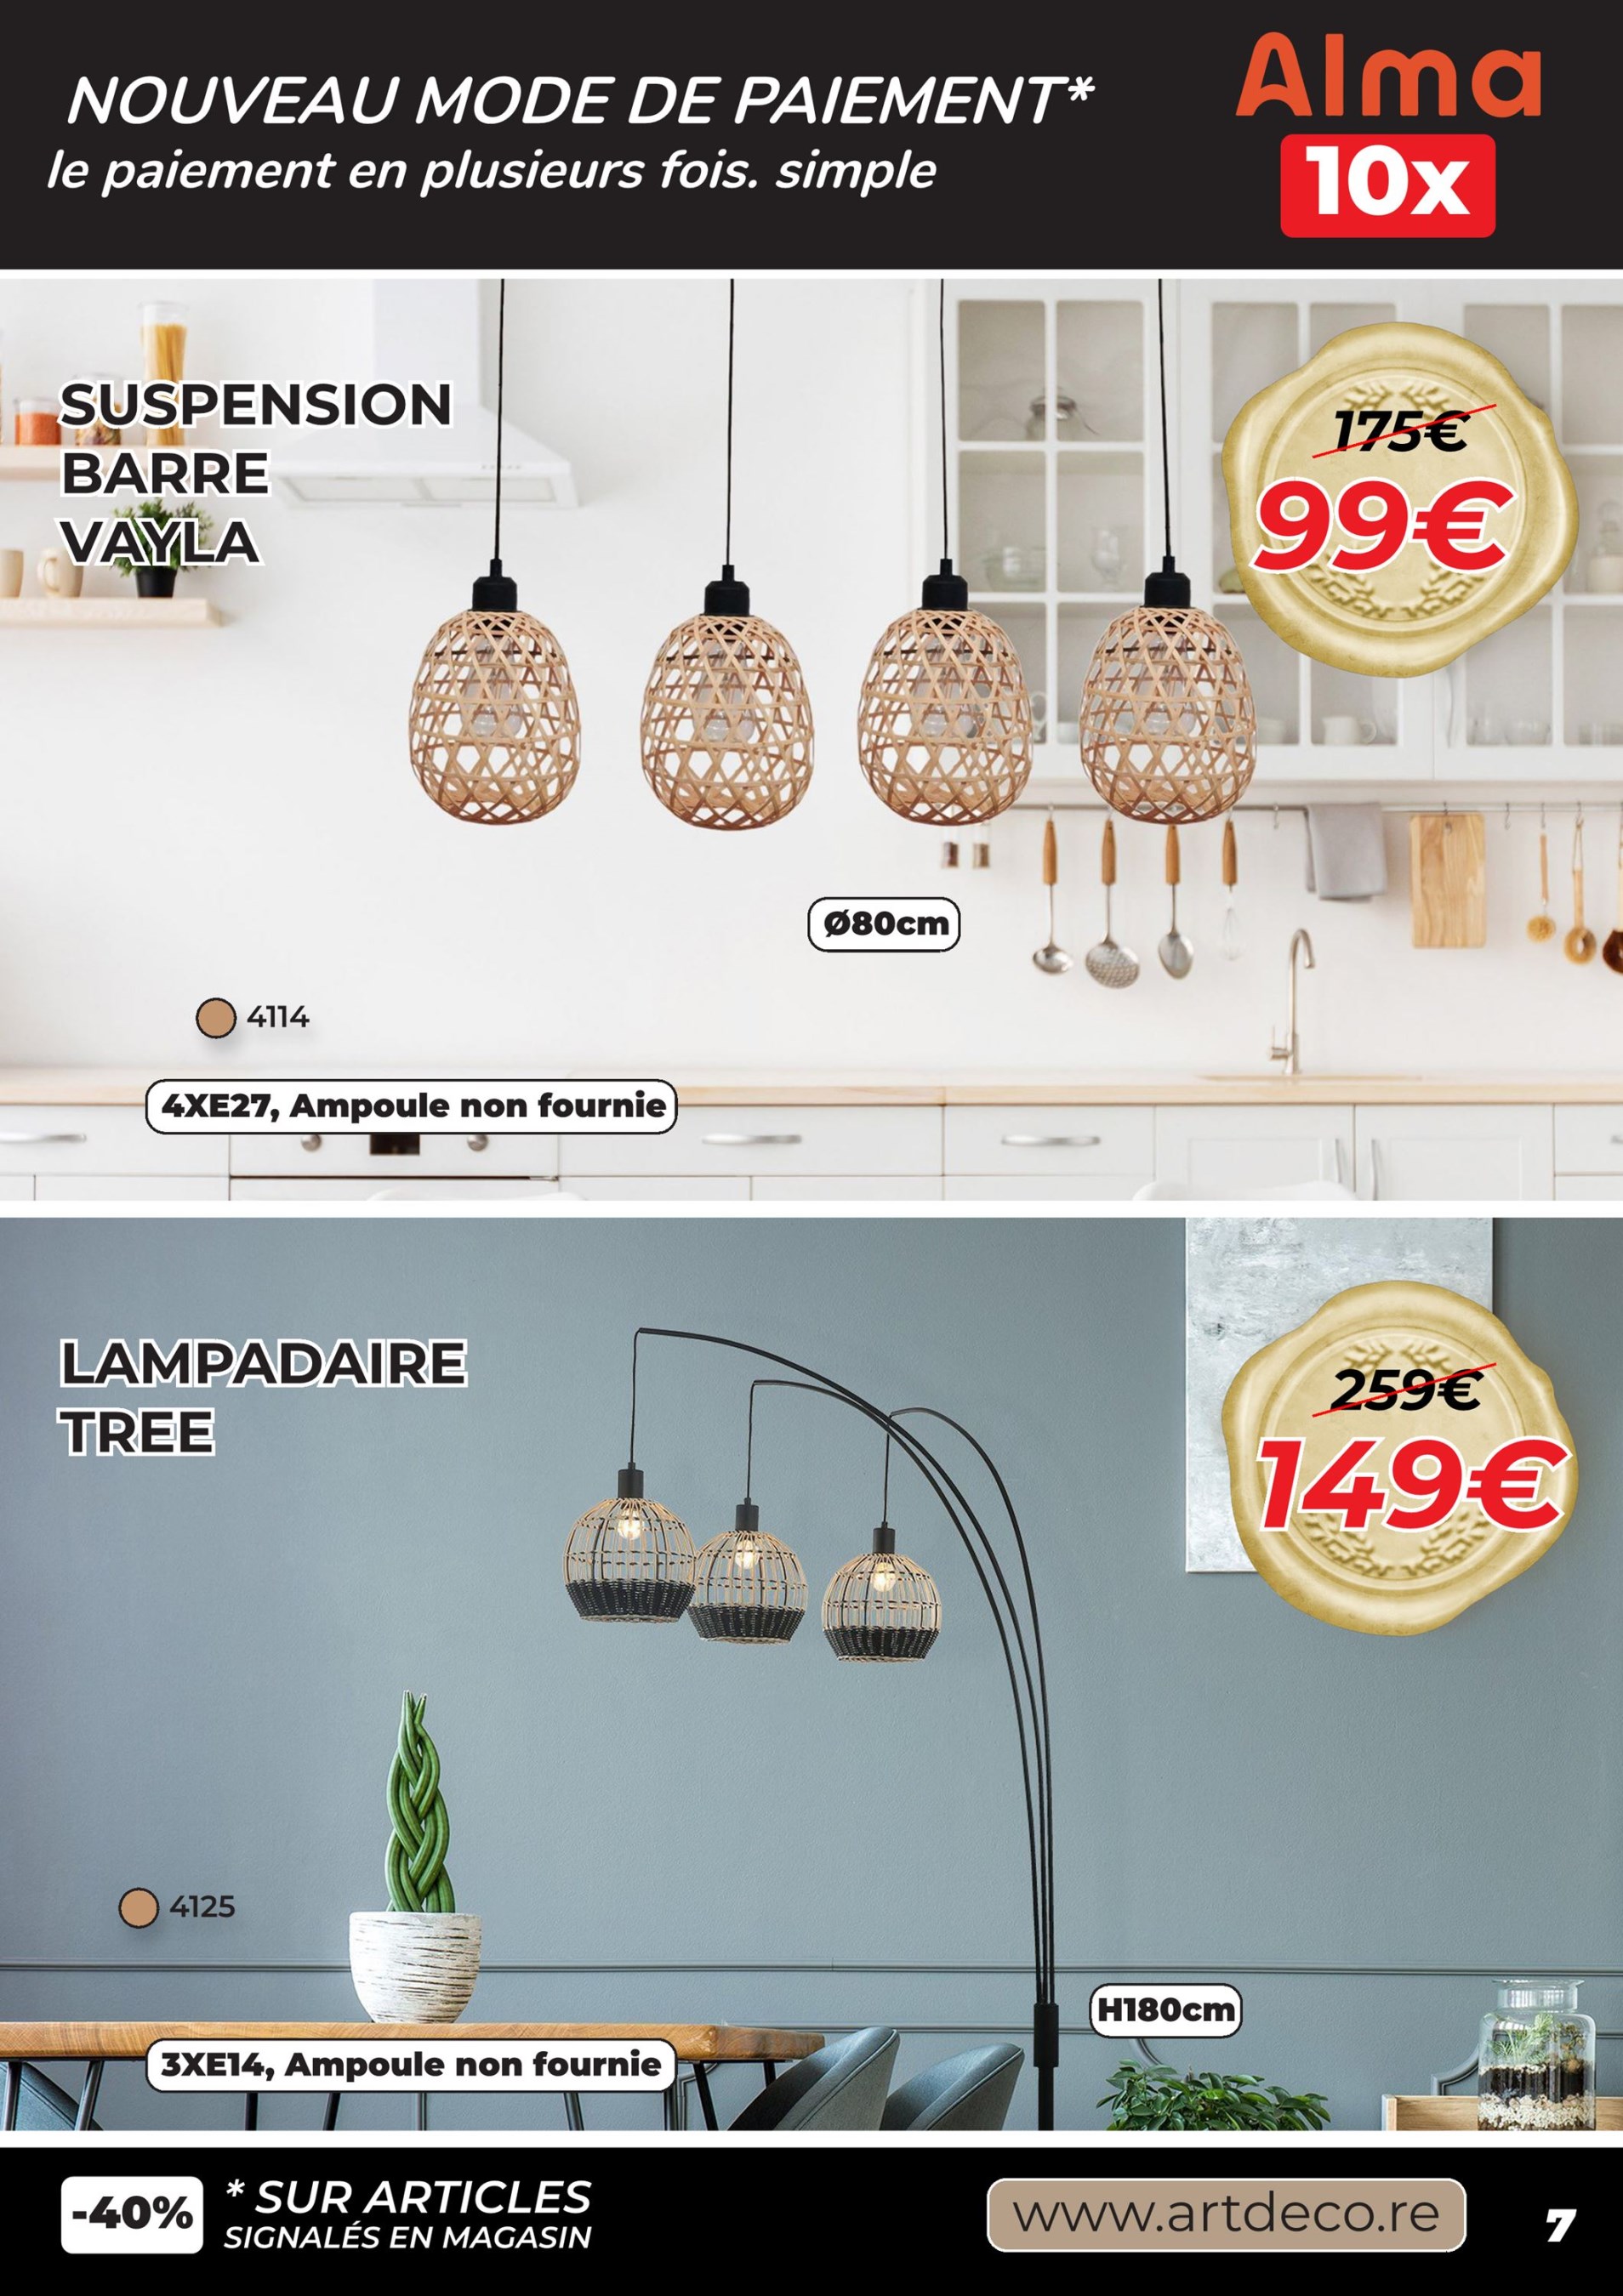 NOUVEAU MODE DE PAIEMENT*
le paiement en plusieurs fois. simple
Alma
10x
SUSPENSION
BARRE
VAYLA
175€
99€
Ø80cm
4114
4XE27, Ampoule non fournie
LAMPADAIRE
TREE
259€
149€
4125
H180cm
3XE14, Ampoule non fournie
-40%
* SUR ARTICLES
SIGNALÉS EN MAGASIN
www.artdeco.re
7